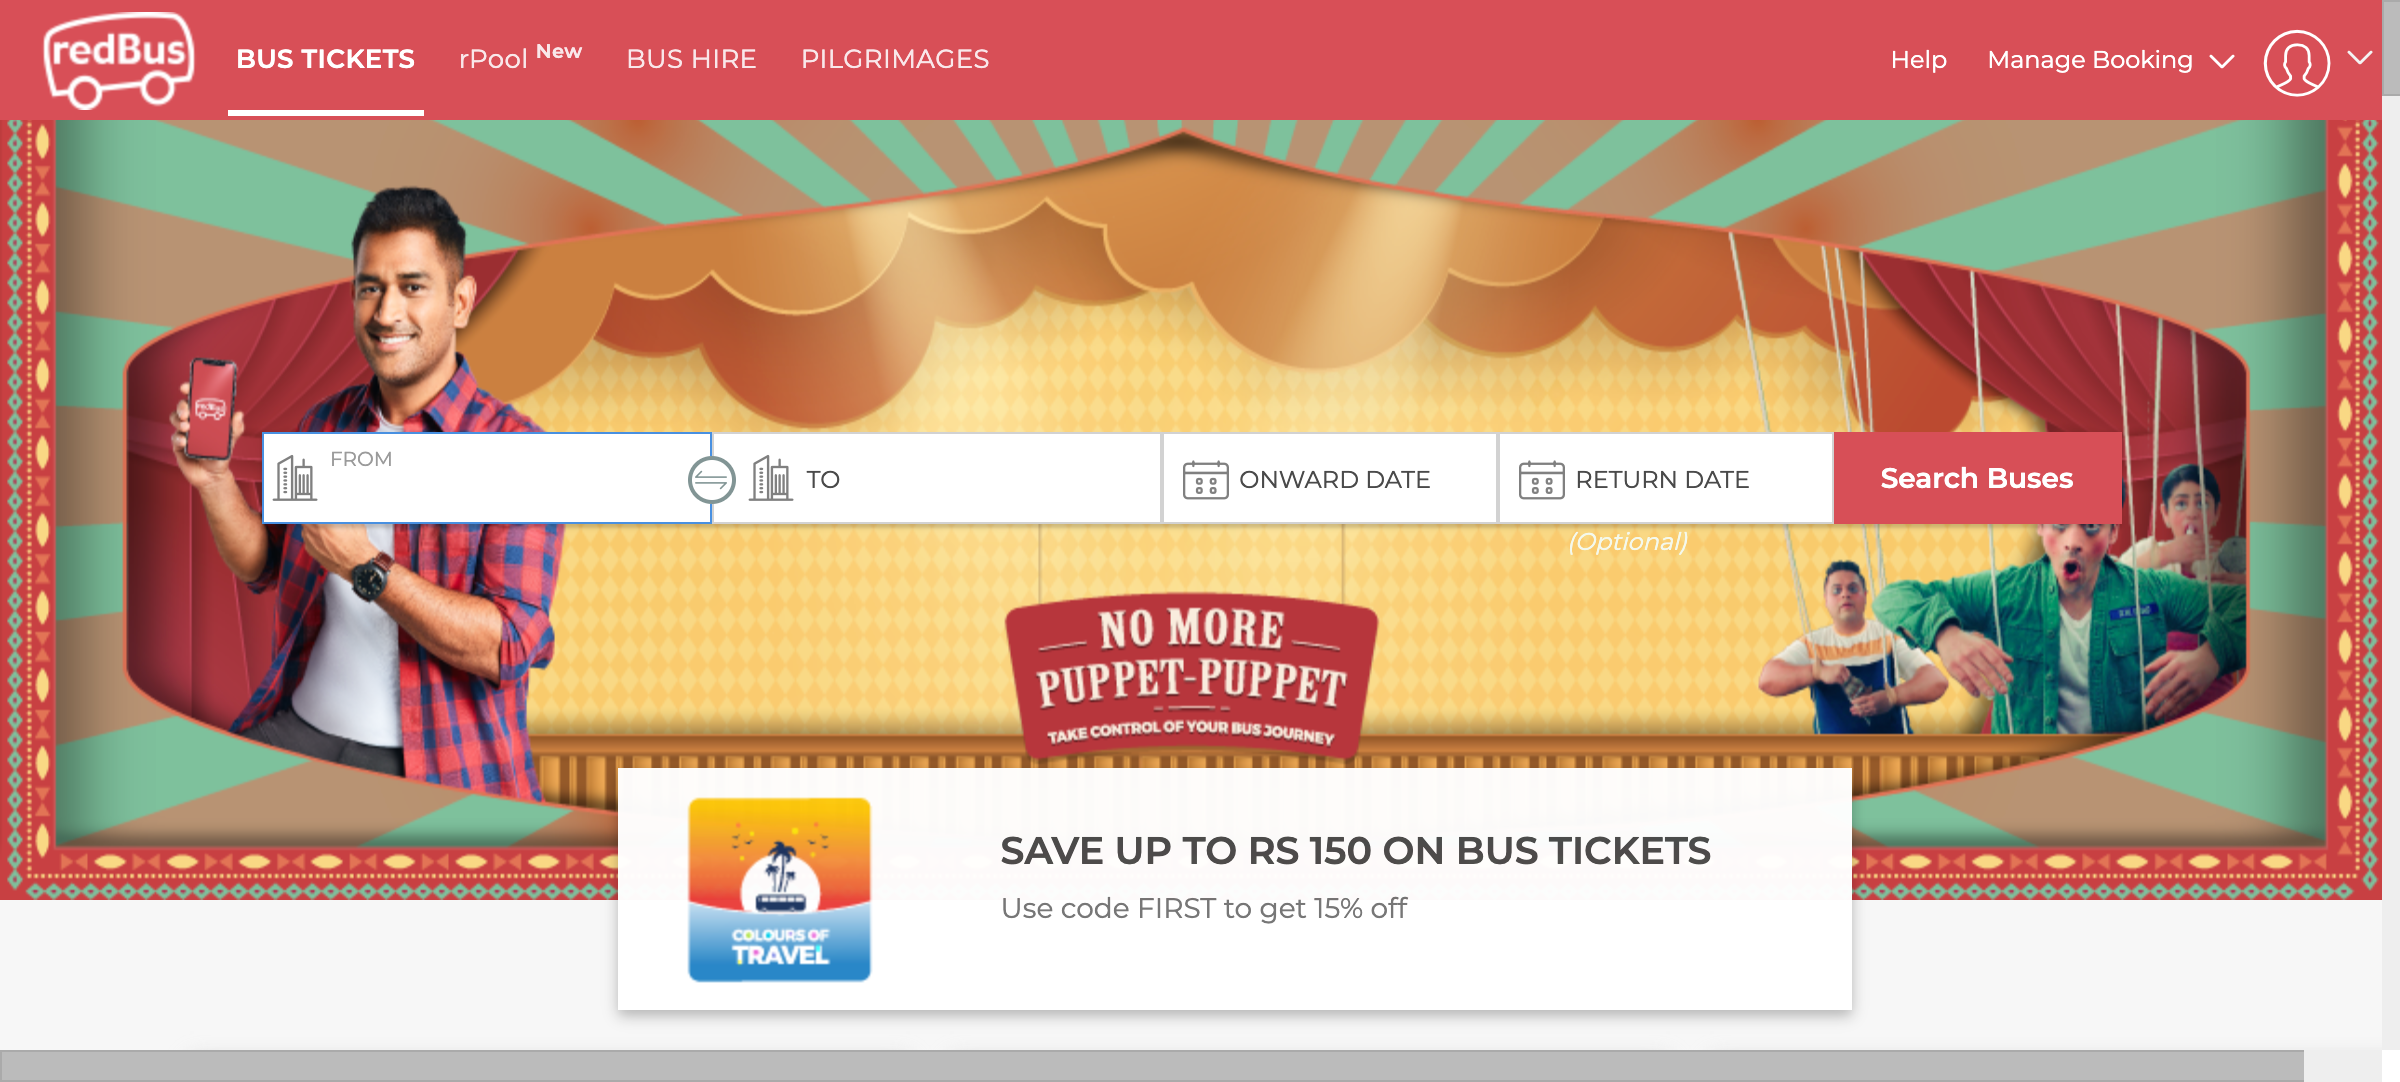 redBus
BUS TICKETS
rPool New
BUS HIRE
PILGRIMAGES
Help
Manage Booking
redBus
FROM
TO
ONWARD DATE
RETURN DATE
Search Buses
(Optional)
NO MORE
PUPPET-PUPPET
TAKE CONTROL OF YOUR BUS JOURNEY
SAVE UP TO RS 150 ON BUS TICKETS
Use code FIRST to get 15% off
COLOURS OF
TRAVEL